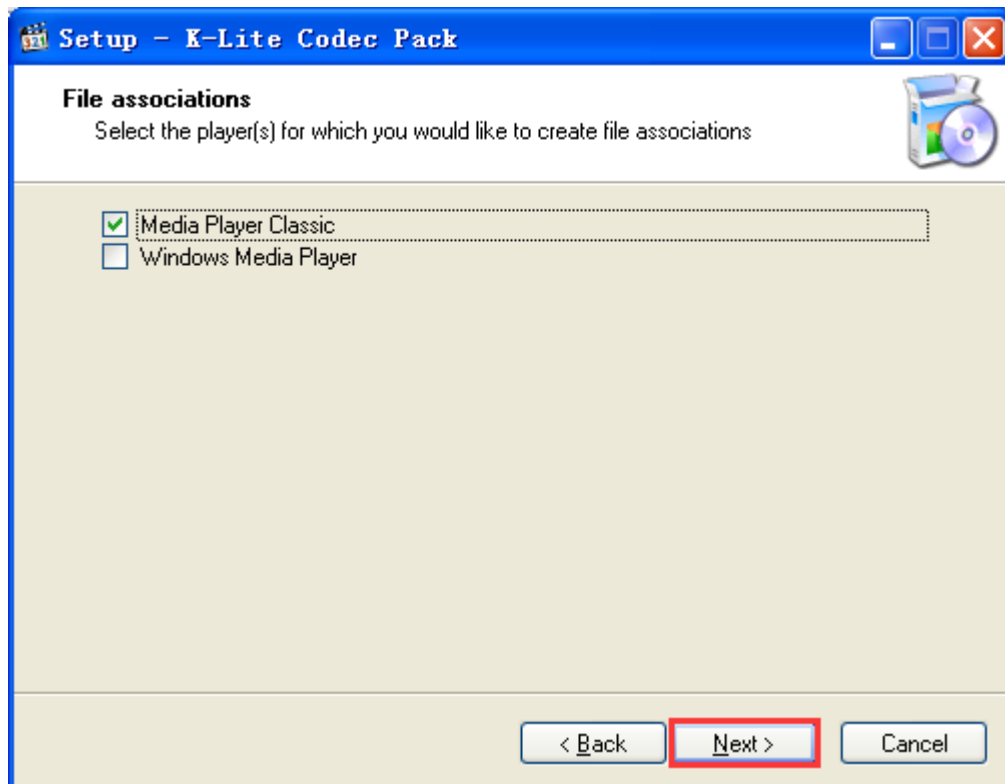 Setup - K-Lite Codec Pack
File associations
Select the player(s) for which you would like to create file associations
Media Player Classic
Windows Media Player
< Back
Next >
Cancel